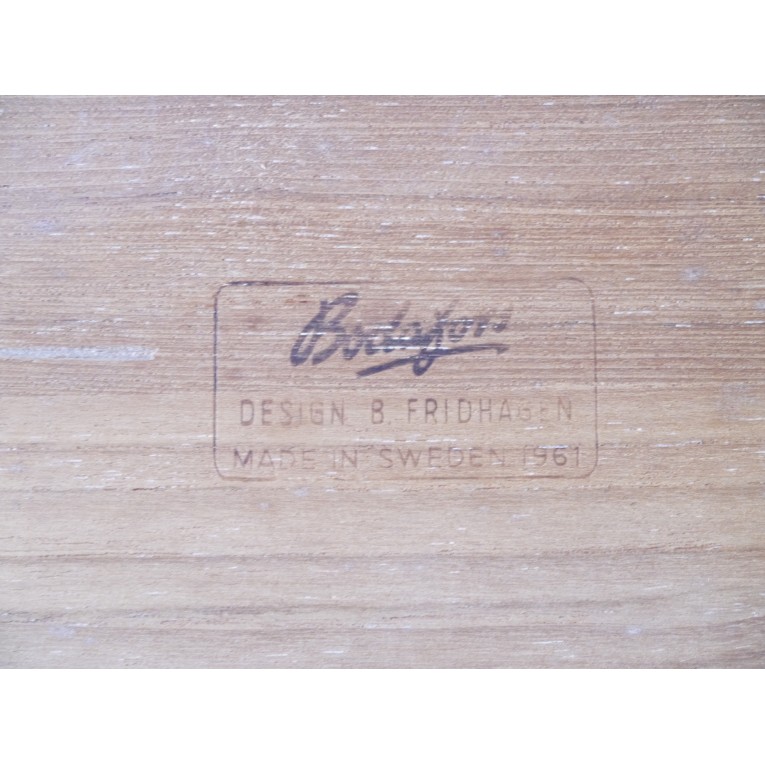 Bodafors
DESIGN B. FRIDHAGEN
MADE IN SWEDEN 1961